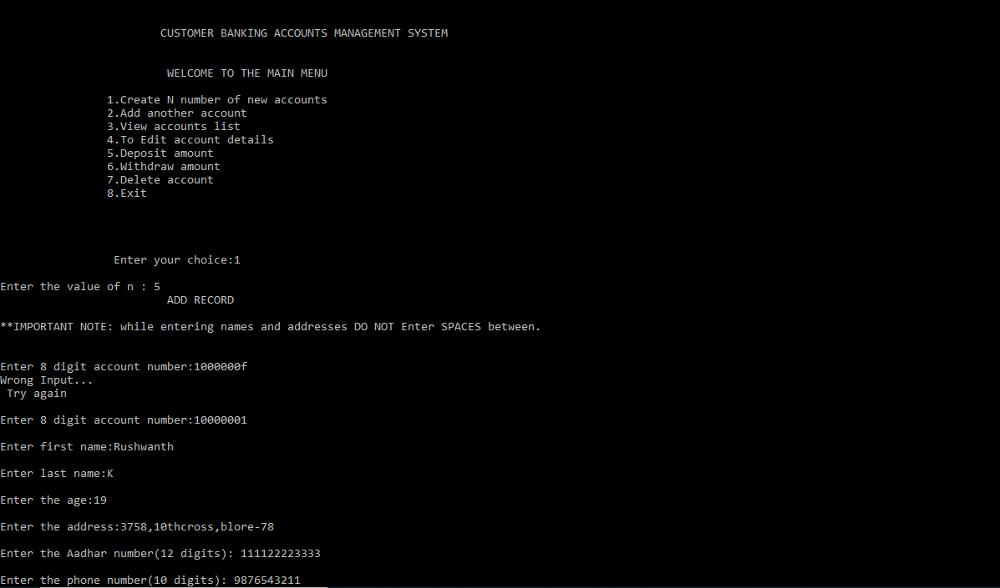 CUSTOMER BANKING ACCOUNTS MANAGEMENT SYSTEM
WELCOME TO THE MAIN MENU
1.Create N number of new accounts
2.Add another account
3.View accounts list
4.To Edit account details
5.Deposit amount
6.Withdraw amount
7.Delete account
8.Exit
Enter your choice:1
Enter the value of n : 5
ADD RECORD
**IMPORTANT NOTE: while entering names and addresses DO NOT Enter SPACES between.
Enter 8 digit account number:1000000f
Wrong Input...
Try again
Enter 8 digit account number:10000001
Enter first name:Rushwanth
Enter last name:K
Enter the age:19
Enter the address:3758,10thcross,blore-78
Enter the Aadhar number(12 digits): 111122223333
Enter the phone number(10 digits): 9876543211